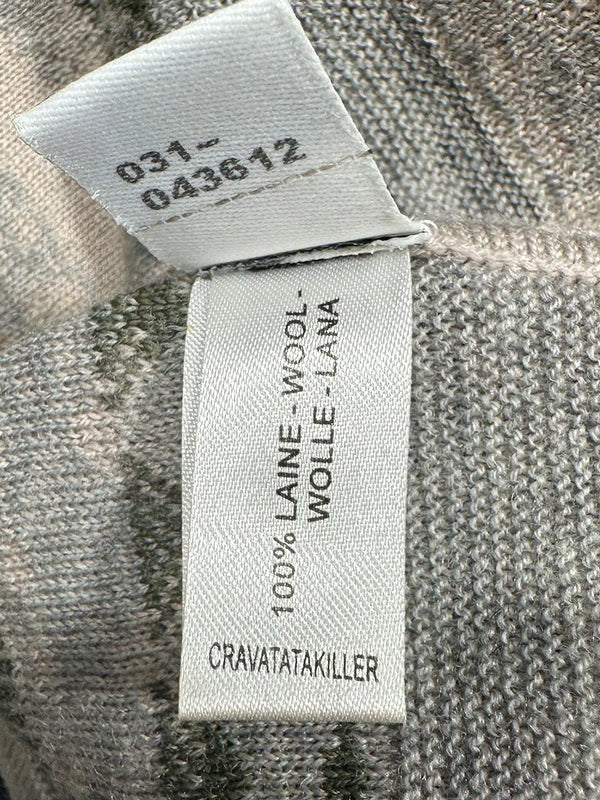 031-
043612
100% LAINE - WOOL -
WOLLE - LANA
CRAVATATAKILLER